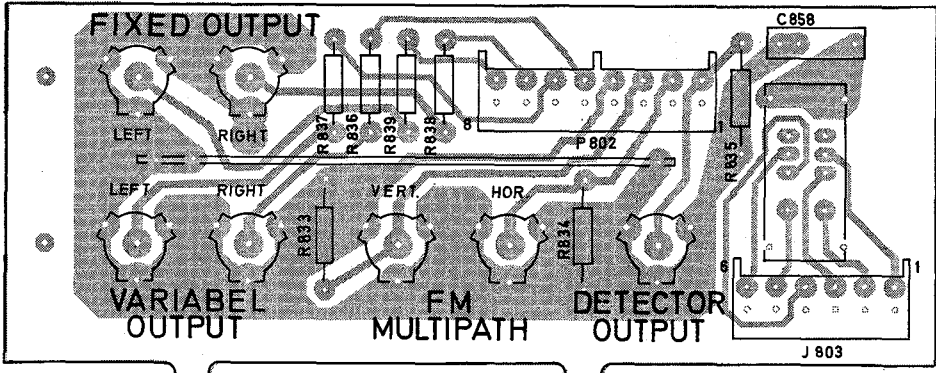 FIXED OUTPUT
C858
LEFT
RIGHT
R837
R836
R839
R838
8
1
P802
R835
LEFT
RIGHT
VERT.
HOR.
R833
R834
6
1
VARIABEL
OUTPUT
FM
MULTIPATH
DETECTOR
OUTPUT
J803